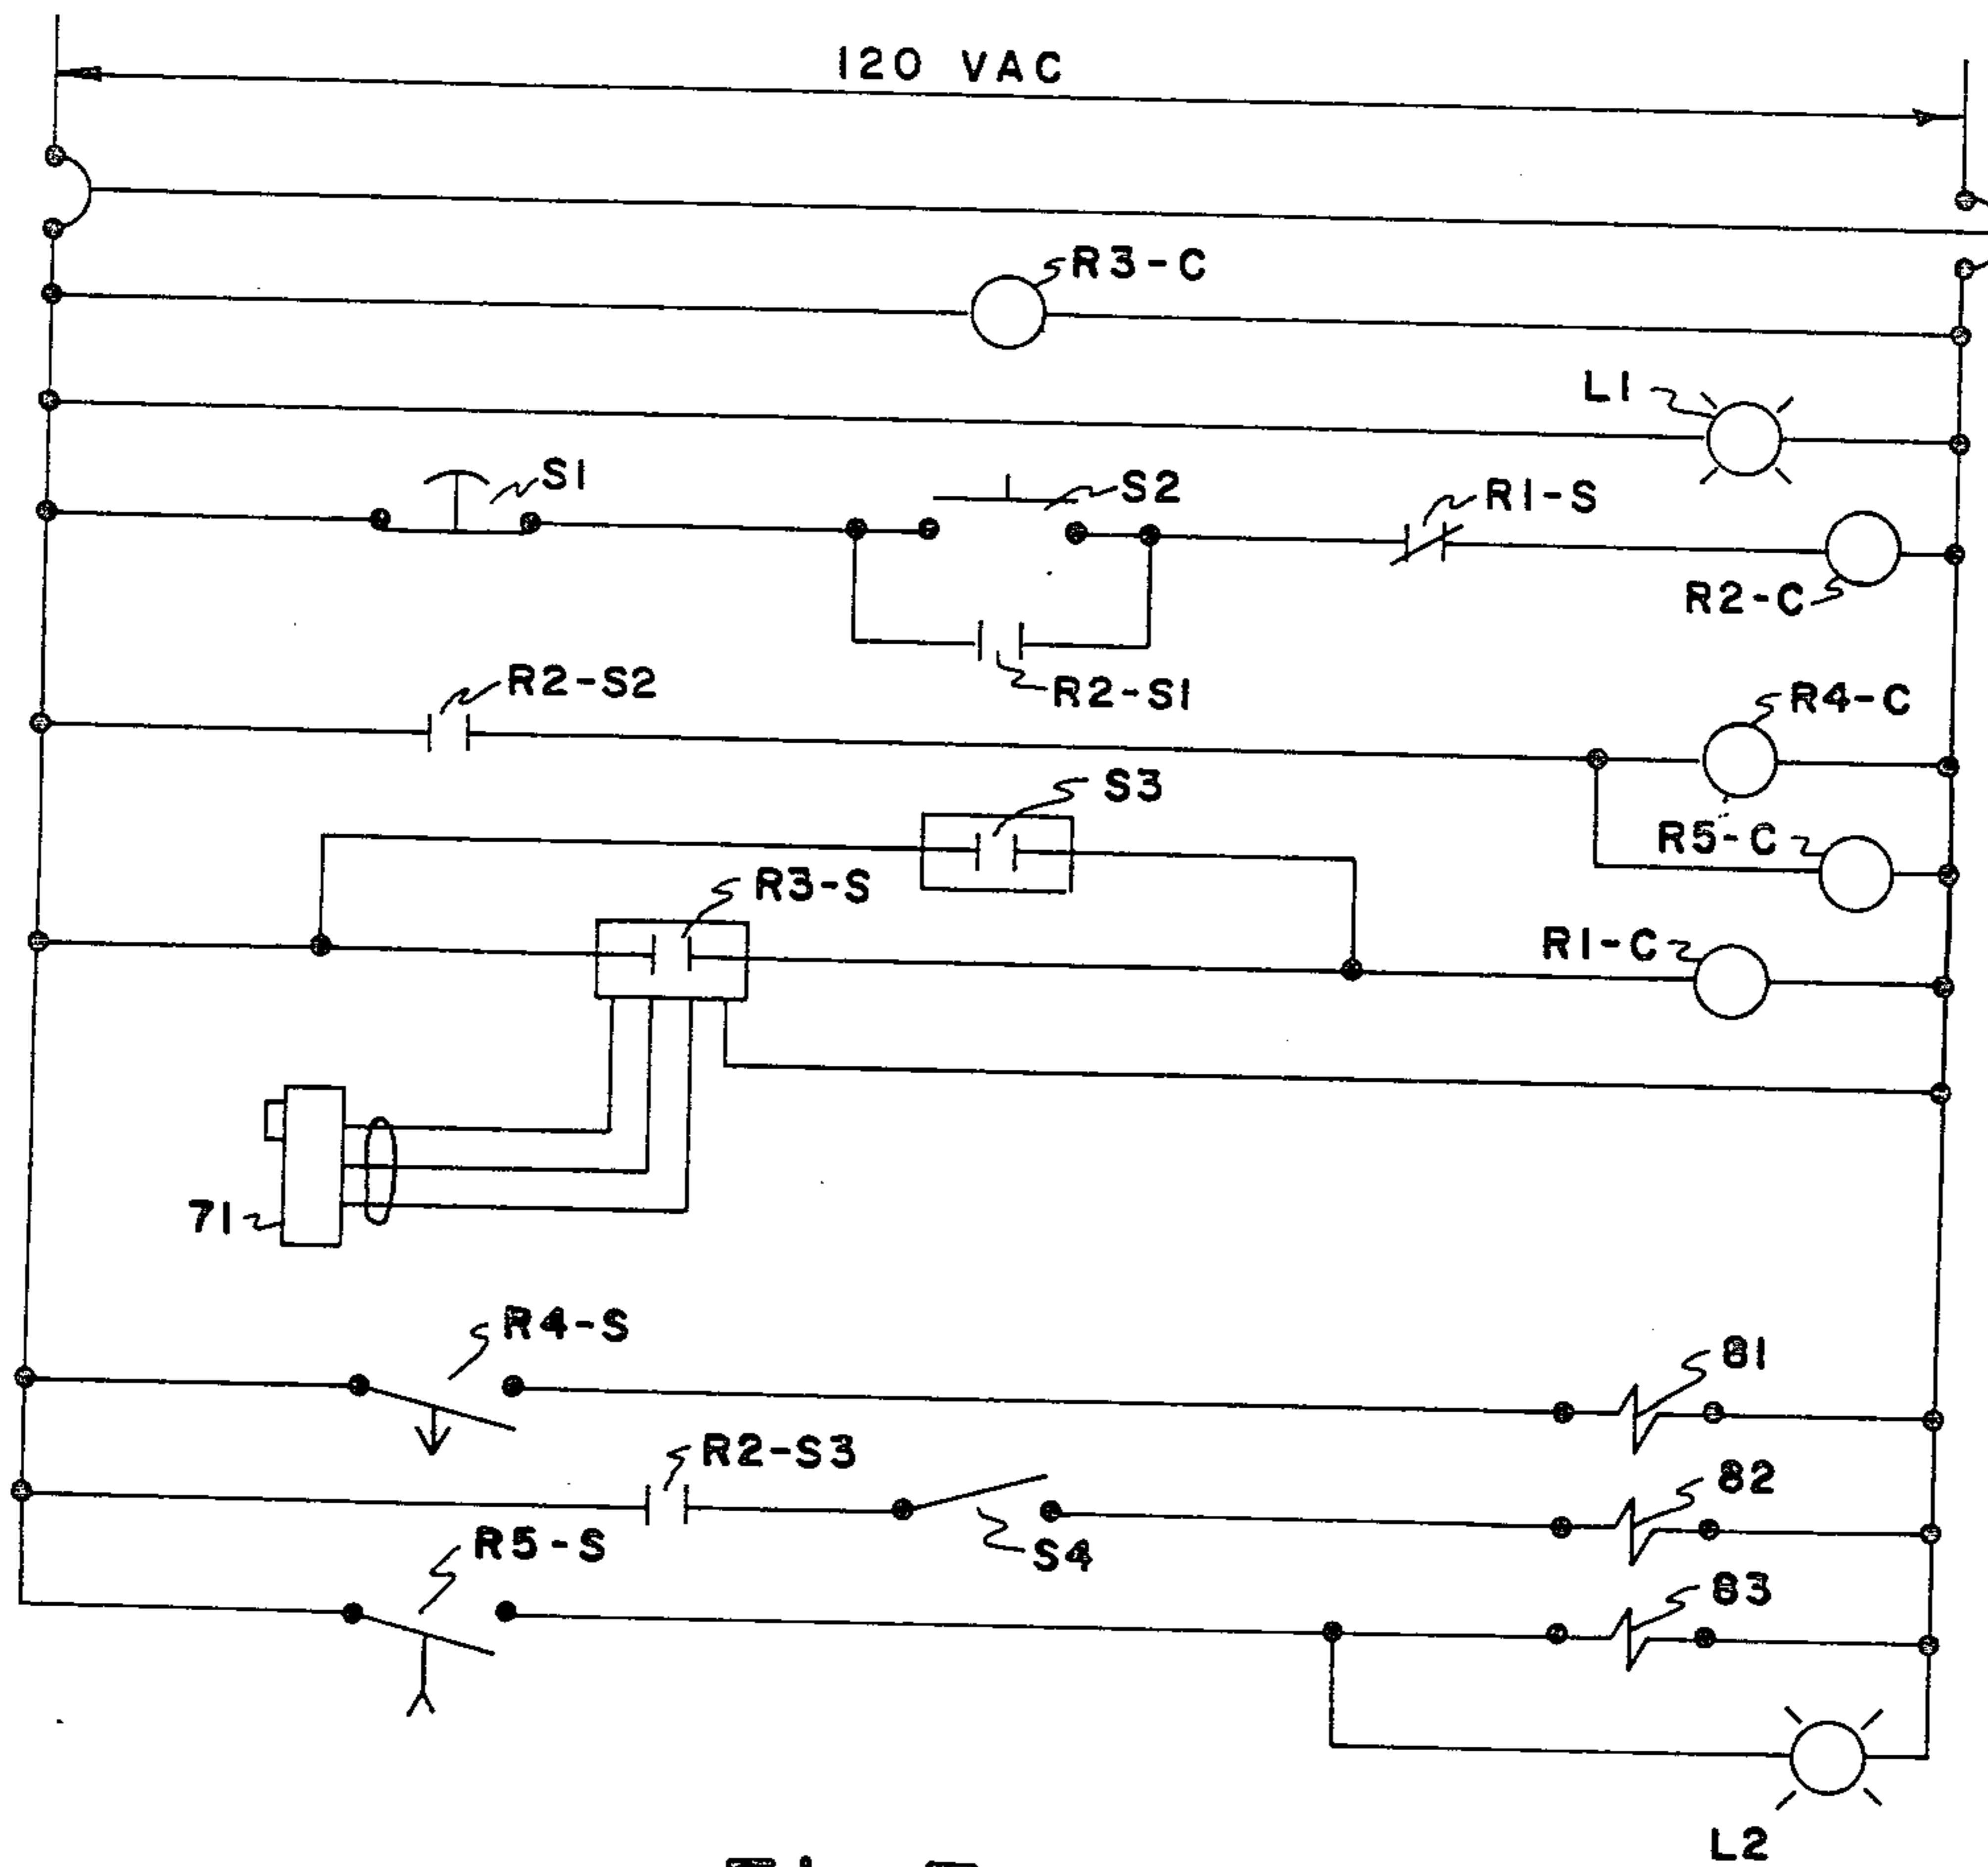 120 VAC
R3-C
L1
S1
S2
R1-S
R2-C
R2-S1
R2-S2
R4-C
S3
R5-C
R3-S
R1-C
71
R4-S
81
R2-S3
82
S4
R5-S
83
L2